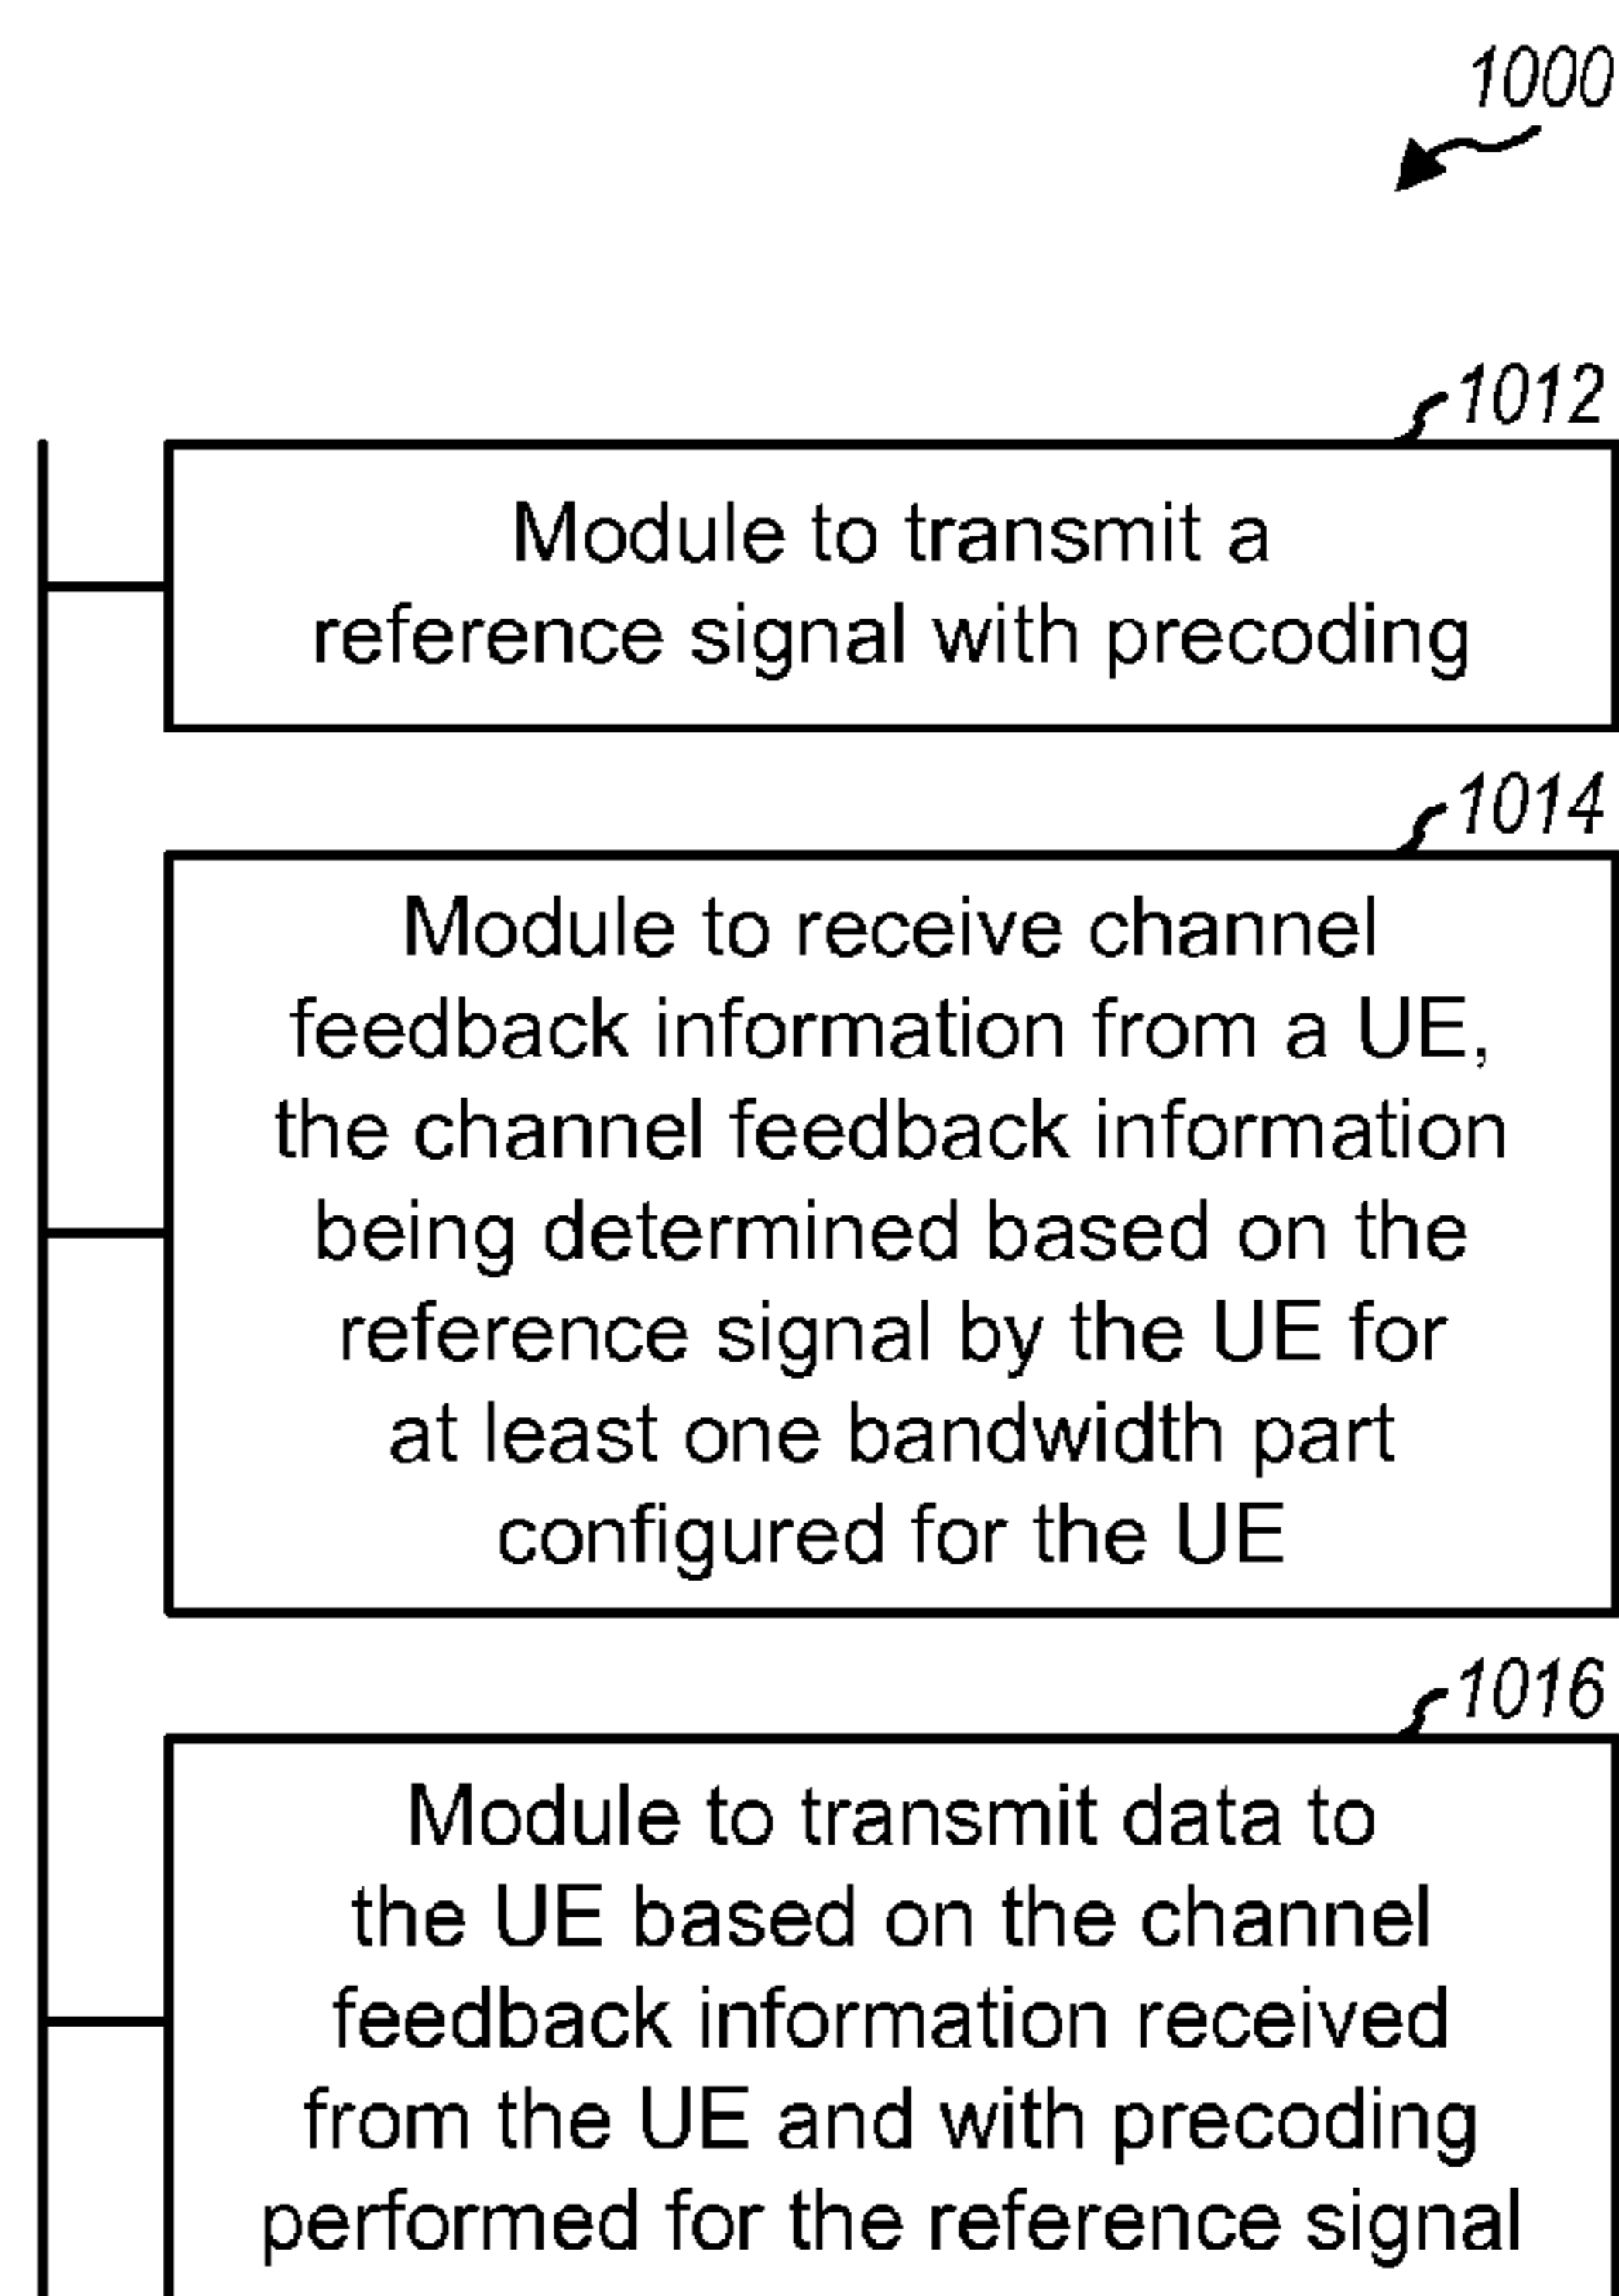 1000
1012
Module to transmit a
reference signal with precoding
1014
Module to receive channel
feedback information from a UE,
the channel feedback information
being determined based on the
reference signal by the UE for
at least one bandwidth part
configured for the UE
1016
Module to transmit data to
the UE based on the channel
feedback information received
from the UE and with precoding
performed for the reference signal